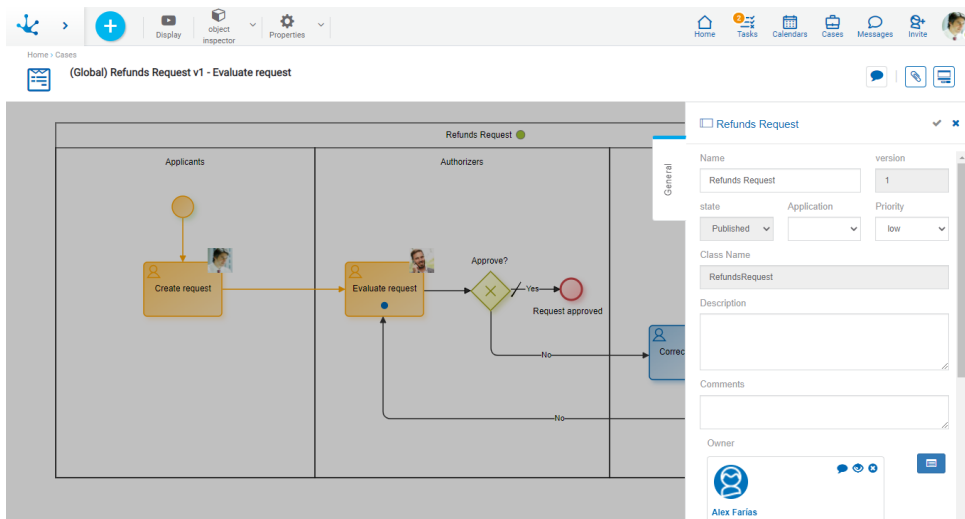 Display
object
inspector
Properties
Home
2
Tasks
Calendars
Cases
Messages
Invite
Home › Cases
(Global) Refunds Request v1 - Evaluate request
Refunds Request
Applicants
Authorizers
Create request
Evaluate request
Approve?
Yes
Request approved
No
Correc
No
General
Refunds Request
Name
version
Refunds Request
1
state
Application
Priority
Published
low
Class Name
RefundsRequest
Description
Comments
Owner
Alex Farías